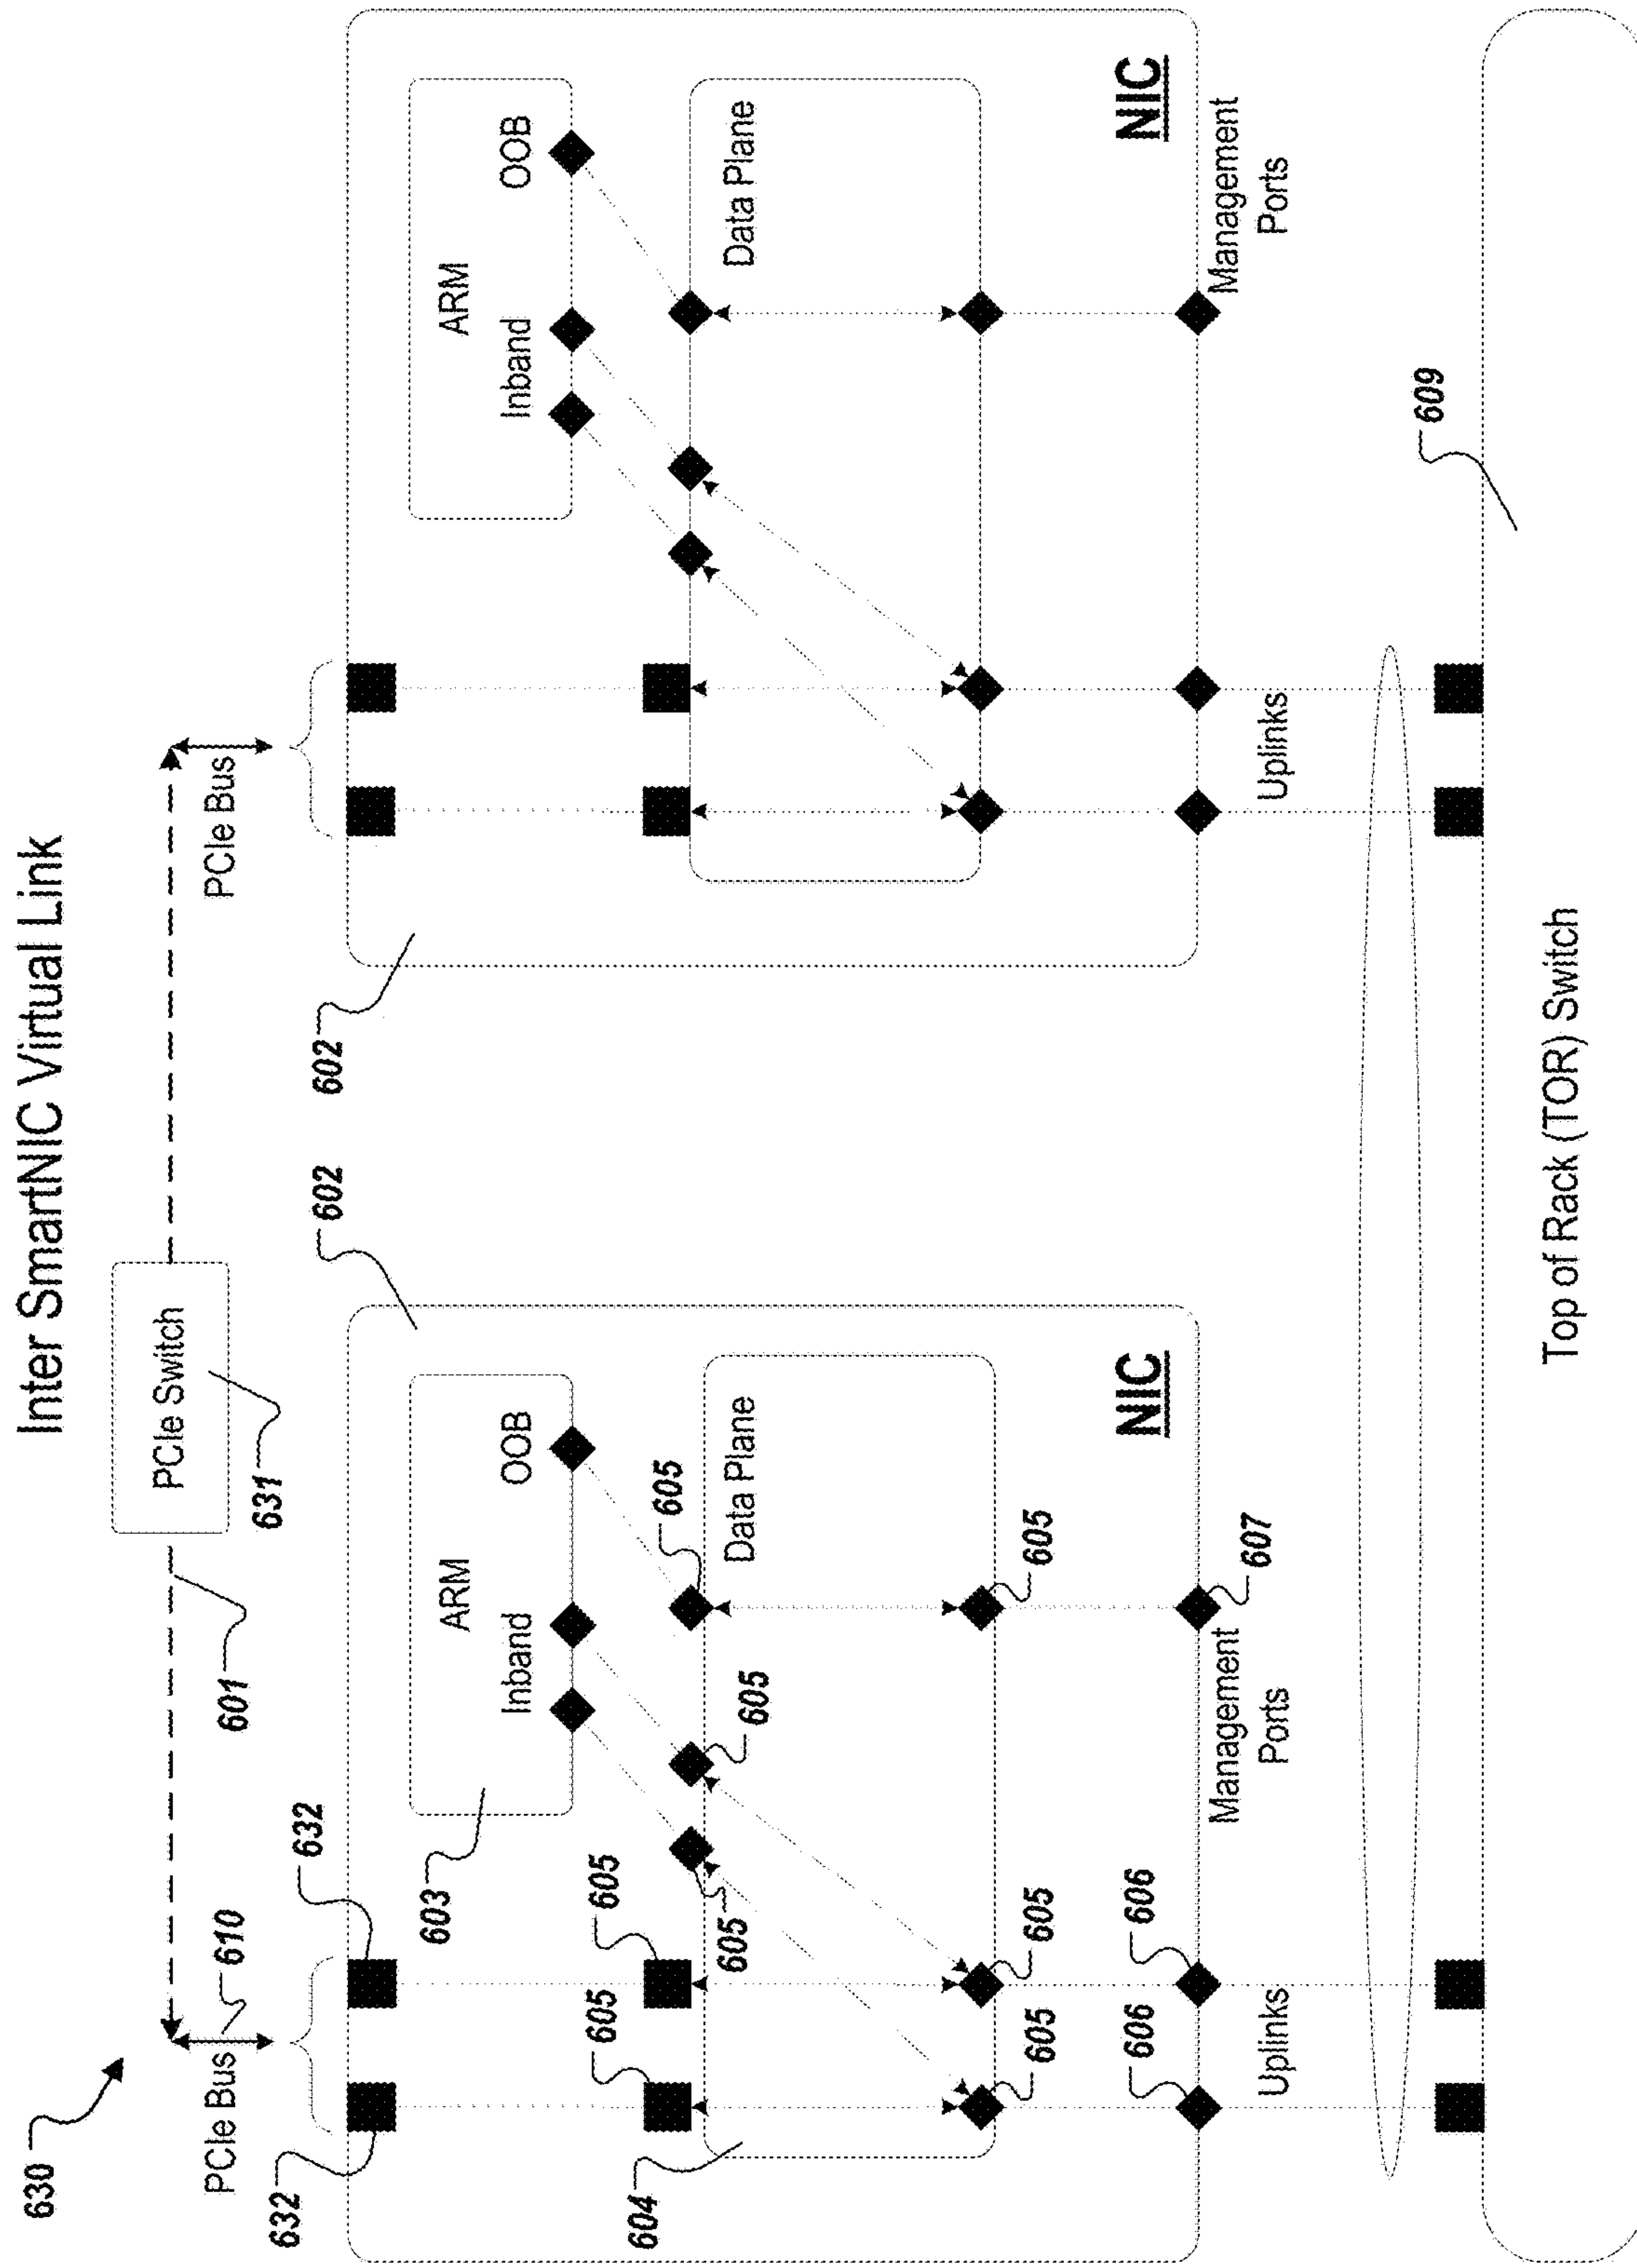 Inter SmartNIC Virtual Link
630
601
PCIe Switch
631
PCIe Bus
610
PCIe Bus
632
632
602
602
ARM
Inband
OOB
603
ARM
Inband
OOB
605
605
605
605
605
Data Plane
Data Plane
604
605
605
605
NIC
NIC
606
606
607
Uplinks
Management
Ports
Uplinks
Management
Ports
609
Top of Rack (TOR) Switch